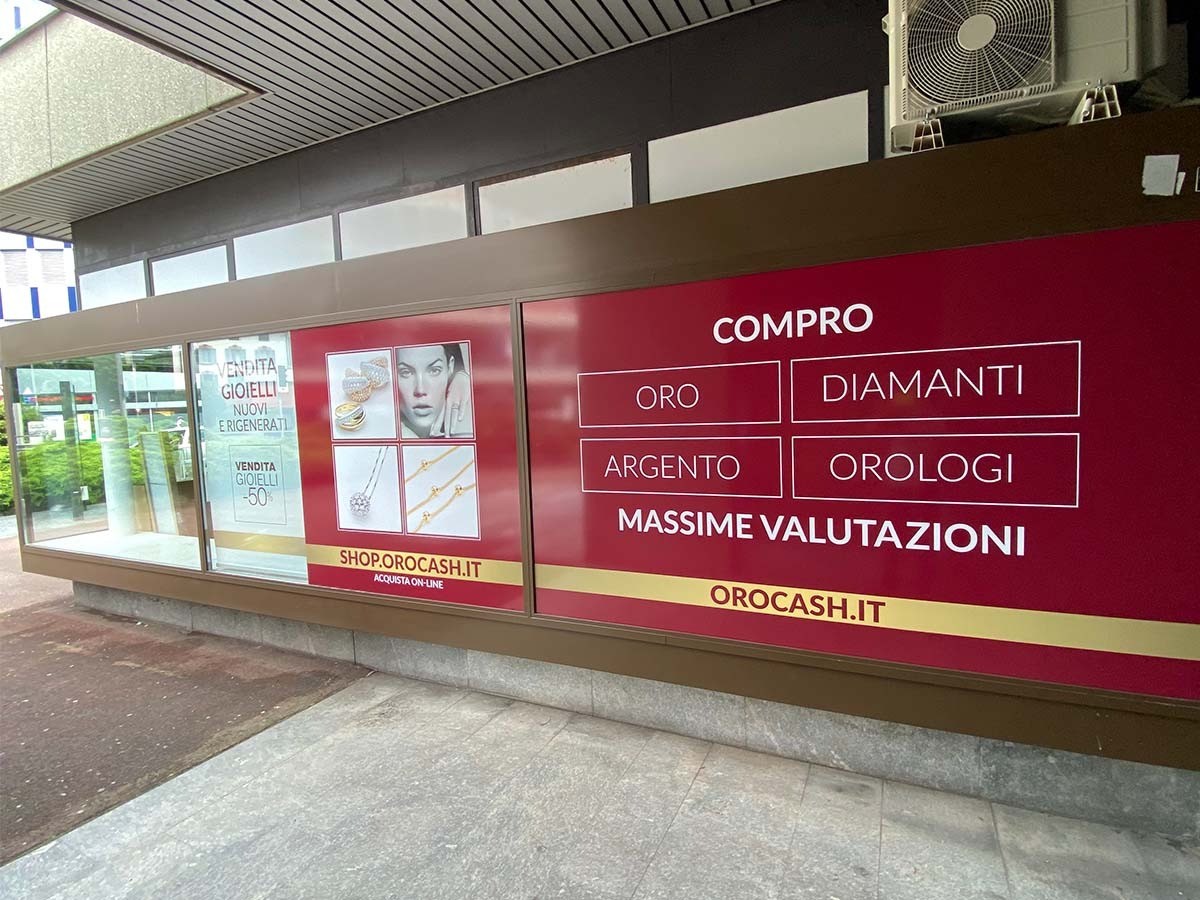 VENDITA
GIOIELLI
NUOVI
E RIGENERATI
VENDITA
GIOIELLI
-50%
SHOP.OROCASH.IT
ACQUISTA ON-LINE
COMPRO
ORO
DIAMANTI
ARGENTO
OROLOGI
MASSIME VALUTAZIONI
OROCASH.IT